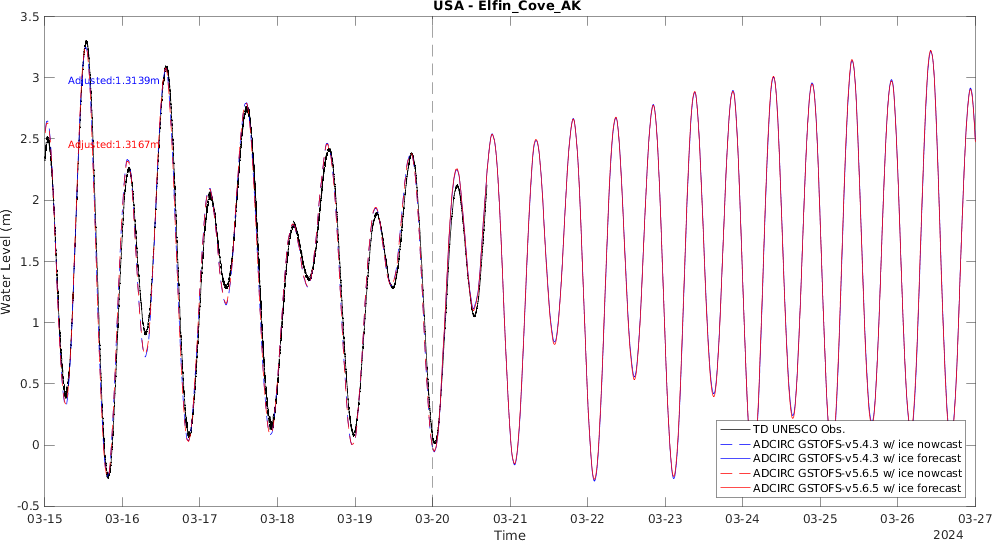 USA - Elfin_Cove_AK
3.5
3
2.5
2
1.5
1
0.5
0
-0.5
Water Level (m)
Adjusted:1.3139m
Adjusted:1.3167m
TD UNESCO Obs.
ADCIRC GSTOFS-v5.4.3 w/ ice nowcast
ADCIRC GSTOFS-v5.4.3 w/ ice forecast
ADCIRC GSTOFS-v5.6.5 w/ ice nowcast
ADCIRC GSTOFS-v5.6.5 w/ ice forecast
03-15 03-16 03-17 03-18 03-19 03-20 03-21 03-22 03-23 03-24 03-25 03-26 03-27
Time
2024